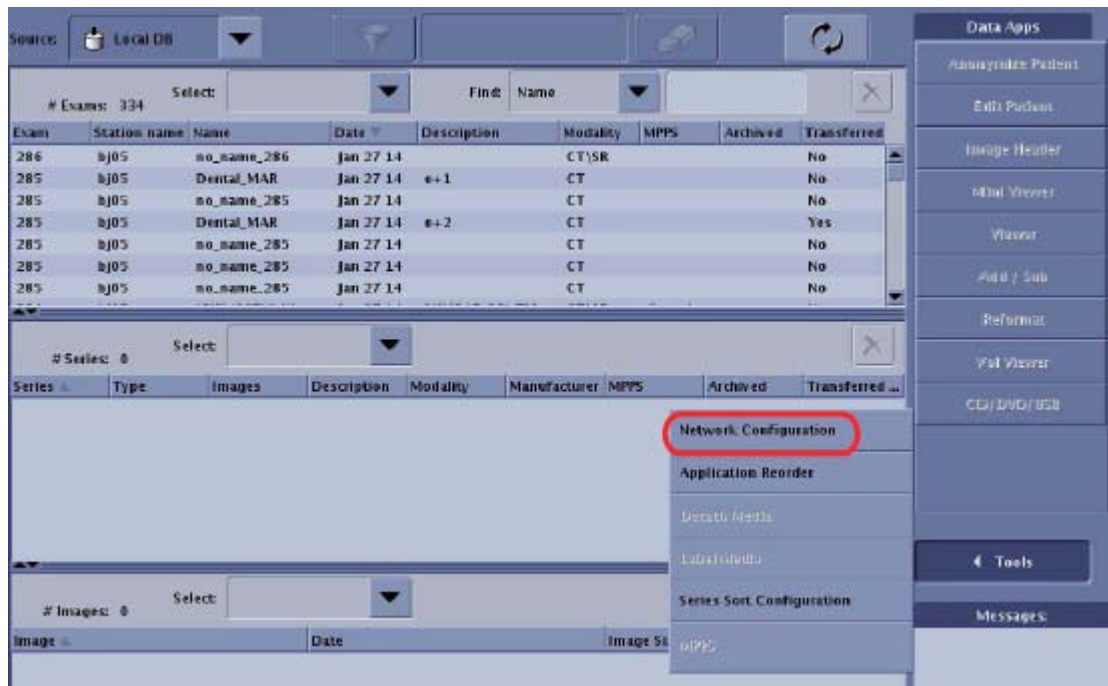 Source: Local DB
Select:
Find: Name
# Exams: 334
Exam Station name Name Date Description Modality MPPS Archived Transferred
286 bj05 no_name_286 Jan 27 14 CT\SR No
285 bj05 Dental_MAR Jan 27 14 e+1 CT No
285 bj05 no_name_285 Jan 27 14 CT No
285 bj05 Dental_MAR Jan 27 14 e+2 CT Yes
285 bj05 no_name_285 Jan 27 14 CT No
285 bj05 no_name_285 Jan 27 14 CT No
285 bj05 no_name_285 Jan 27 14 CT No
Select:
# Series: 0
Series Type Images Description Modality Manufacturer MPPS Archived Transferred ...
Network Configuration
Application Reorder
Detach Media
Label Media
Series Sort Configuration
MPPS
Select:
# Images: 0
Image Date Image
Data Apps
Anonymize Patient
Edit Patient
Image Header
Mini Viewer
Viewer
Add / Sub
Reformat
Vol Viewer
CD/DVD/USB
Tools
Messages: